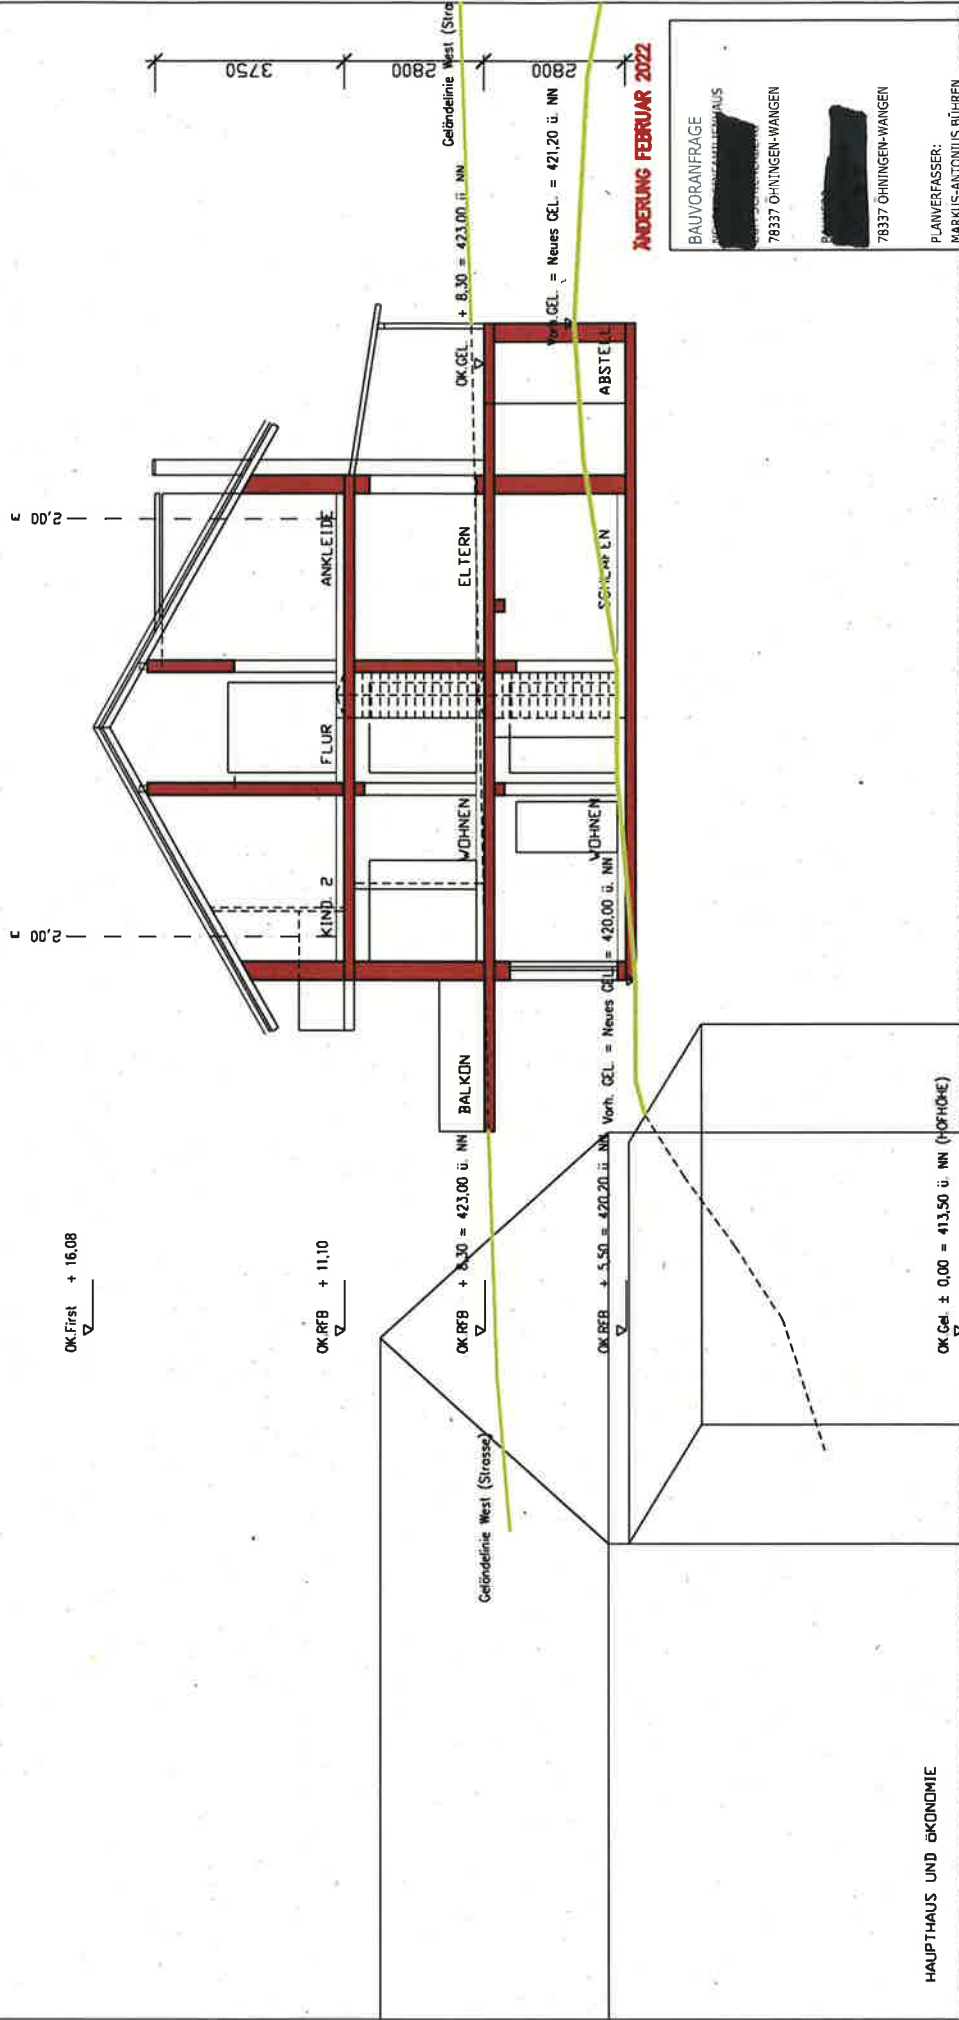 2,00 m
2,00 m
3750
2800
2800
OK.First + 16,08
OK.RFB + 11,10
OK.RFB + 8,30 = 423,00 ü. NN
OK.RFB + 5,50 = 420,20 ü. NN
Vorh. GEL. = Neues GEL. = 420,00 ü. NN
OK.Gel. ± 0,00 = 413,50 ü. NN (HOFHÖHE)
Geländelinie West (Strasse)
HAUPTHAUS UND ÖKONOMIE
KIND 2
FLUR
ANKLEIDE
BALKON
WOHNEN
ELTERN
WOHNEN
SCHLAFEN
ABSTELL
OK.GEL. + 8,30 = 423,00 ü. NN
Geländelinie West (Stra
Vorh.GEL. = Neues GEL. = 421,20 ü. NN
ÄNDERUNG FEBRUAR 2022
BAUVORANFRAGE
78337 ÖHNINGEN-WANGEN
78337 ÖHNINGEN-WANGEN
PLANVERFASSER:
MARKUS-ANTONIUS BÜHREN